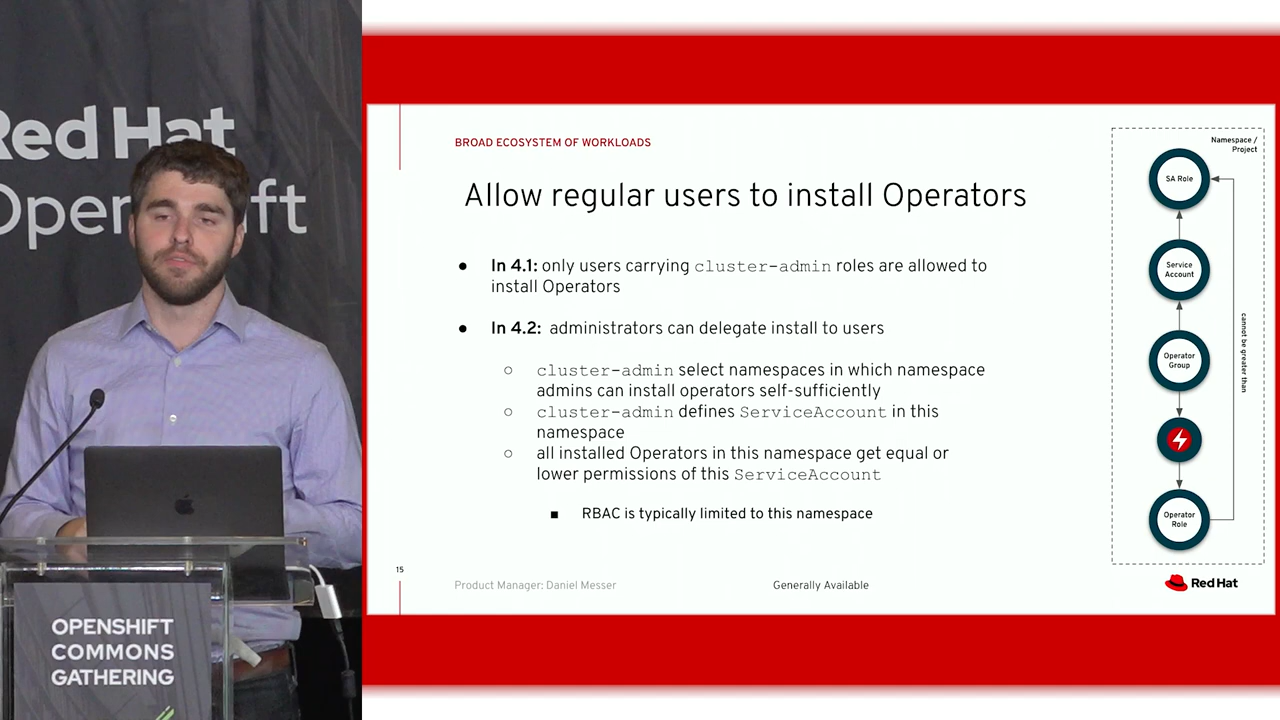 Red Hat
OpenShift
OPENSHIFT
COMMONS
GATHERING
BROAD ECOSYSTEM OF WORKLOADS
Allow regular users to install Operators
● In 4.1: only users carrying cluster-admin roles are allowed to
install Operators
● In 4.2: administrators can delegate install to users
○ cluster-admin select namespaces in which namespace
admins can install operators self-sufficiently
○ cluster-admin defines ServiceAccount in this
namespace
○ all installed Operators in this namespace get equal or
lower permissions of this ServiceAccount
■ RBAC is typically limited to this namespace
15
Product Manager: Daniel Messer
Generally Available
Namespace /
Project
SA Role
Service
Account
Operator
Group
Operator
Role
cannot be greater than
Red Hat